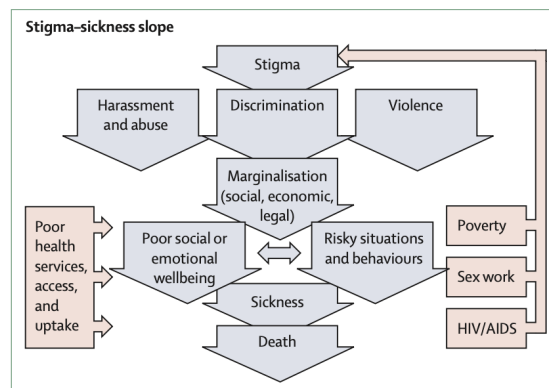 Stigma–sickness slope
Stigma
Harassment
and abuse
Discrimination
Violence
Marginalisation
(social, economic,
legal)
Poor
health
services,
access,
and
uptake
Poor social or
emotional
wellbeing
Risky situations
and behaviours
Poverty
Sex work
HIV/AIDS
Sickness
Death